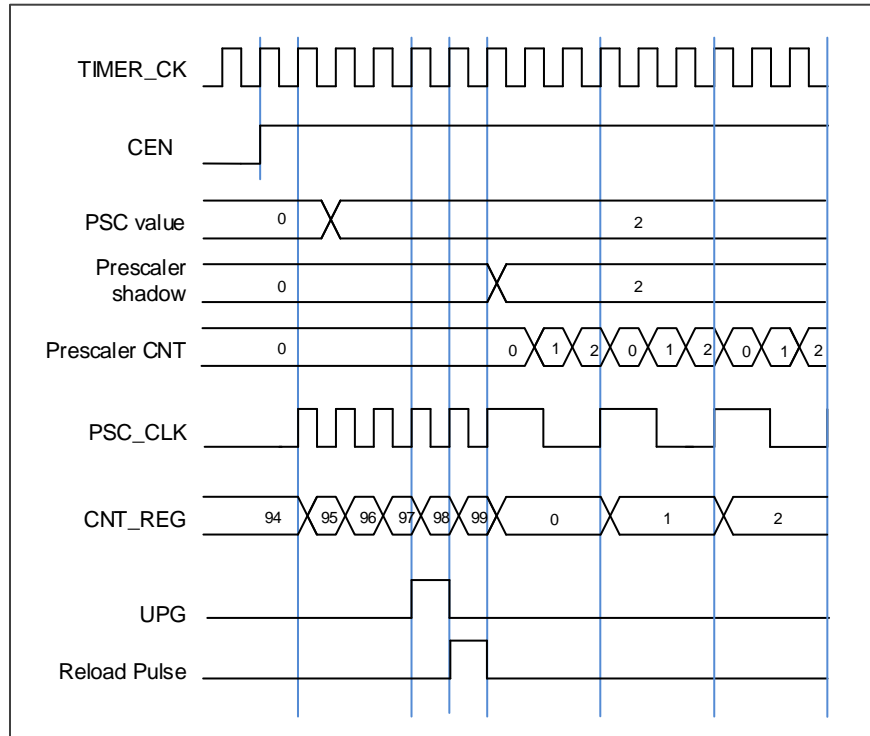 TIMER_CK
CEN
PSC value 0 2
Prescaler
shadow 0 2
Prescaler CNT 0 0 1 2 0 1 2 0 1 2
PSC_CLK
CNT_REG 94 95 96 97 98 99 0 1 2
UPG
Reload Pulse